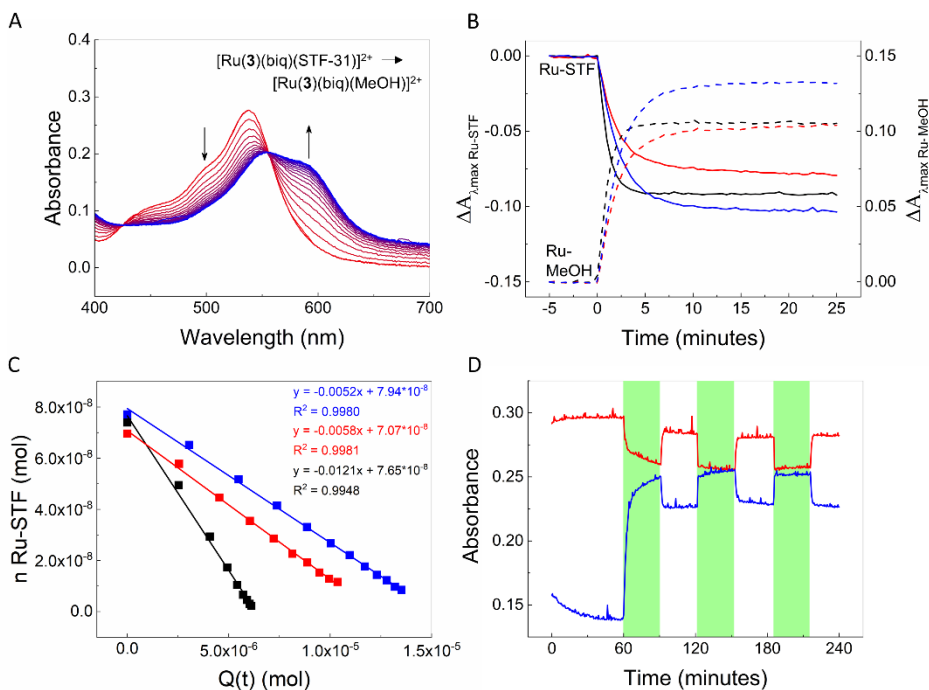 A
[Ru(3)(biq)(STF-31)]²⁺ →
[Ru(3)(biq)(MeOH)]²⁺
0.4
0.3
0.2
0.1
0.0
Absorbance
400 500 600 700
Wavelength (nm)
B
0.00
-0.05
-0.10
-0.15
ΔA_λmax Ru-STF
Ru-STF
Ru-
MeOH
0.15
0.10
0.05
0.00
ΔA_λmax Ru-MeOH
-5 0 5 10 15 20 25
Time (minutes)
C
y = -0.0052x + 7.94*10⁻⁸
R² = 0.9980
y = -0.0058x + 7.07*10⁻⁸
R² = 0.9981
y = -0.0121x + 7.65*10⁻⁸
R² = 0.9948
8.0x10⁻⁸
6.0x10⁻⁸
4.0x10⁻⁸
2.0x10⁻⁸
0.0
n Ru-STF (mol)
0.0 5.0x10⁻⁶ 1.0x10⁻⁵ 1.5x10⁻⁵
Q(t) (mol)
D
0.30
0.25
0.20
0.15
Absorbance
0 60 120 180 240
Time (minutes)